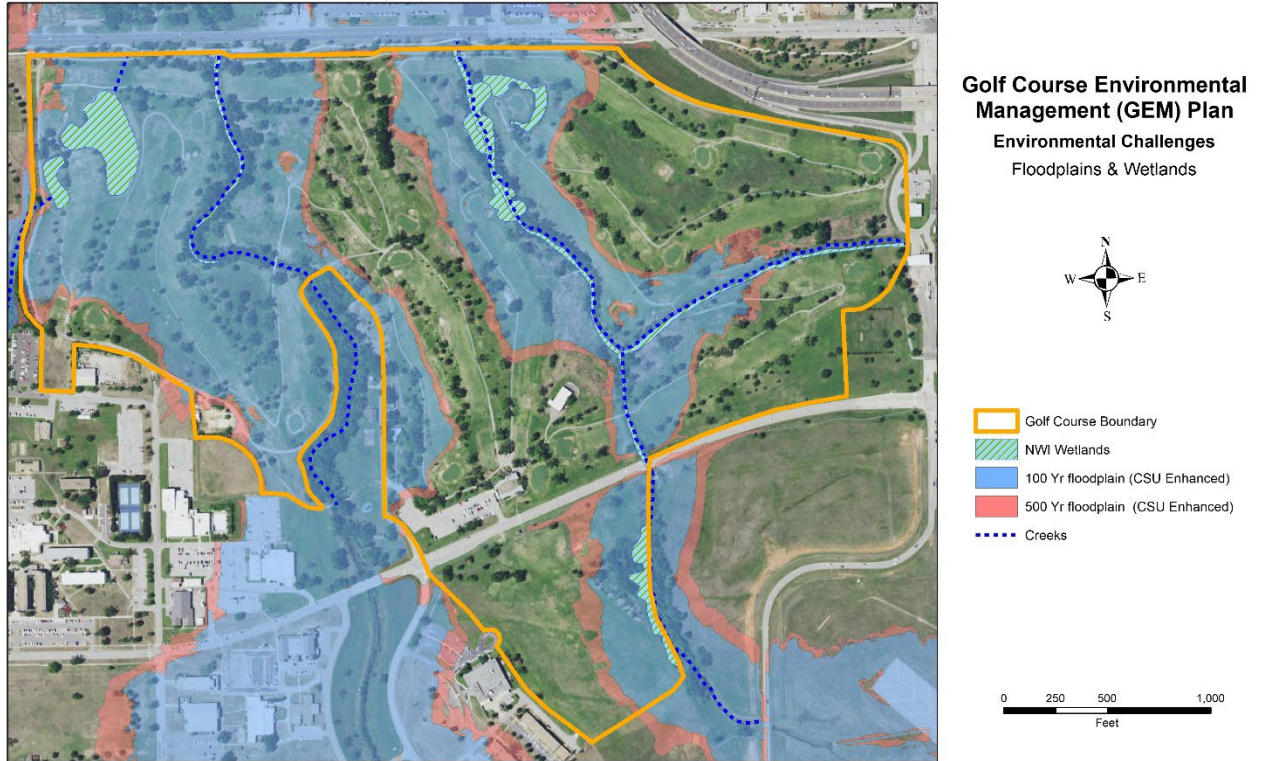 Golf Course Environmental
Management (GEM) Plan
Environmental Challenges
Floodplains & Wetlands
N
W E
S
Golf Course Boundary
NWI Wetlands
100 Yr floodplain (CSU Enhanced)
500 Yr floodplain (CSU Enhanced)
Creeks
0 250 500 1,000
Feet